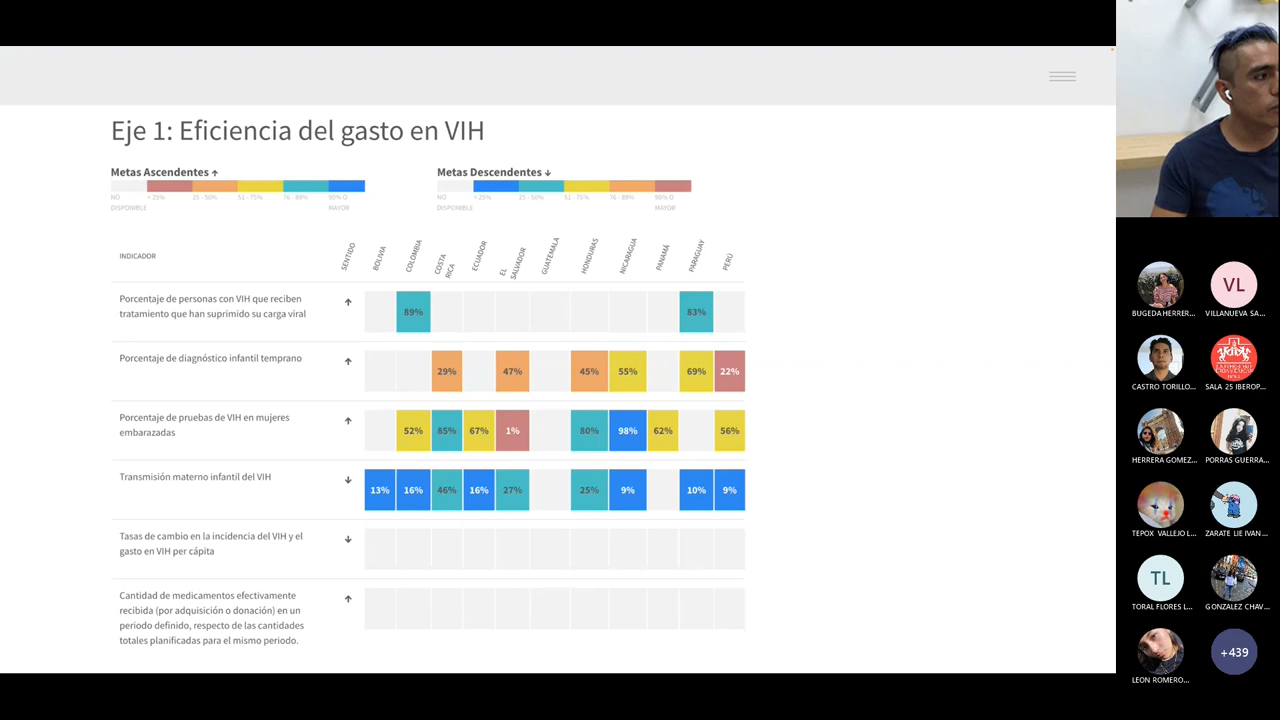 Eje 1: Eficiencia del gasto en VIH
Metas Ascendentes ↑
Metas Descendentes ↓
NO DISPONIBLE < 25% 25 - 50% 51 - 75% 76 - 89% 90% O MAYOR
NO DISPONIBLE < 25% 25 - 50% 51 - 75% 76 - 89% 90% O MAYOR
INDICADOR SENTIDO BOLIVIA COLOMBIA COSTA RICA ECUADOR EL SALVADOR GUATEMALA HONDURAS NICARAGUA PANAMÁ PARAGUAY PERÚ
Porcentaje de personas con VIH que reciben
tratamiento que han suprimido su carga viral
↑ 89% 83%
Porcentaje de diagnóstico infantil temprano
↑ 29% 47% 45% 55% 69% 22%
Porcentaje de pruebas de VIH en mujeres
embarazadas
↑ 52% 85% 67% 1% 80% 98% 62% 56%
Transmisión materno infantil del VIH
↓ 13% 16% 46% 16% 27% 25% 9% 10% 9%
Tasas de cambio en la incidencia del VIH y el
gasto en VIH per cápita
↓
Cantidad de medicamentos efectivamente
recibida (por adquisición o donación) en un
periodo definido, respecto de las cantidades
totales planificadas para el mismo periodo.
↑
BUGEDA HERRER...
VL
VILLANUEVA SA...
CASTRO TORILLO...
SALA 25 IBEROP...
HERRERA GOMEZ...
PORRAS GUERRA...
TEPOX VALLEJO L...
ZARATE LIE IVAN ...
TL
TORAL FLORES L...
GONZALEZ CHAV...
LEON ROMERO...
+439